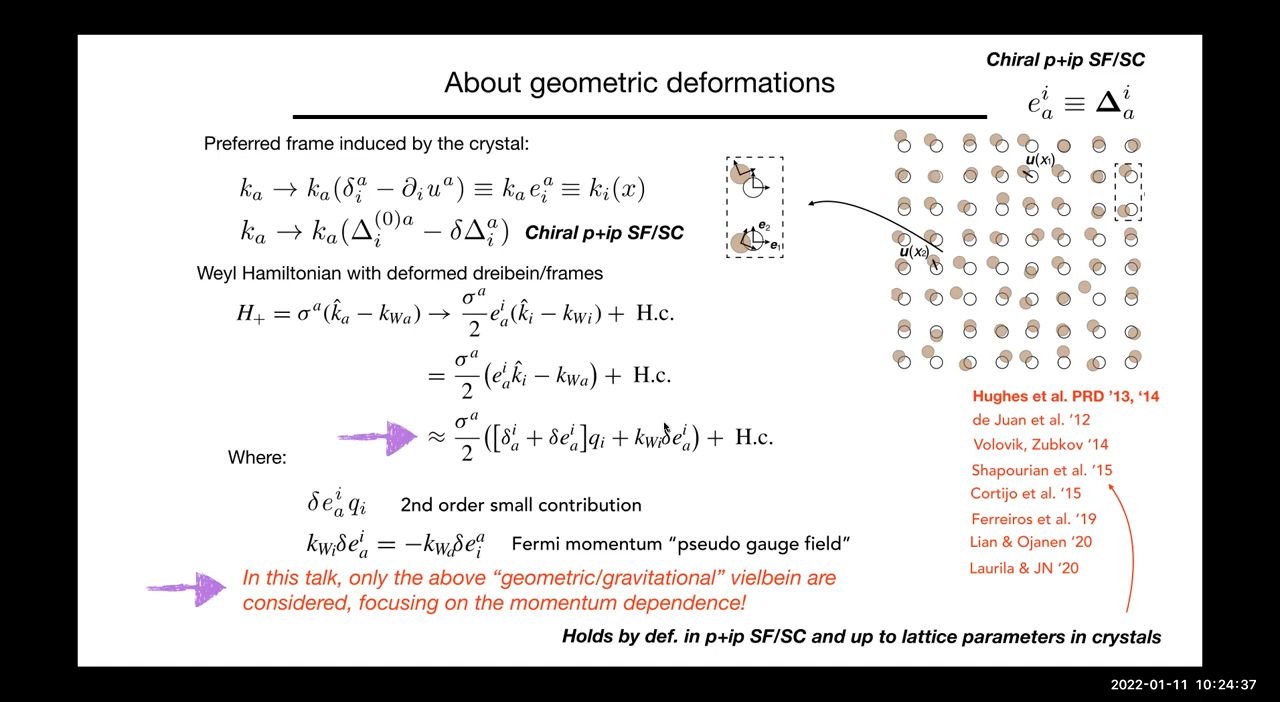 Chiral p+ip SF/SC
About geometric deformations
e_a^i ≡ Δ_a^i
Preferred frame induced by the crystal:
k_a → k_a(δ_i^a − ∂_i u^a) ≡ k_a e_i^a ≡ k_i(x)
k_a → k_a(Δ_i^{(0)a} − δΔ_i^a) Chiral p+ip SF/SC
u(x₁)
e₂
e₁
u(x₂)
Weyl Hamiltonian with deformed dreibein/frames
H₊ = σ^a(k̂_a − k_{Wa}) → σ^a/2 e_a^i(k̂_i − k_{Wi}) + H.c.
= σ^a/2 (e_a^i k̂_i − k_{Wa}) + H.c.
≈ σ^a/2 ([δ_a^i + δe_a^i]q_i + k_{Wi}δe_a^i) + H.c.
Where:
δe_a^i q_i 2nd order small contribution
k_{Wi}δe_a^i = −k_{Wa}δe_i^a Fermi momentum “pseudo gauge field”
In this talk, only the above “geometric/gravitational” vielbein are
considered, focusing on the momentum dependence!
Hughes et al. PRD ’13, ‘14
de Juan et al. ’12
Volovik, Zubkov ‘14
Shapourian et al. ‘15
Cortijo et al. ’15
Ferreiros et al. ‘19
Lian & Ojanen ‘20
Laurila & JN ‘20
Holds by def. in p+ip SF/SC and up to lattice parameters in crystals
2022-01-11 10:24:37